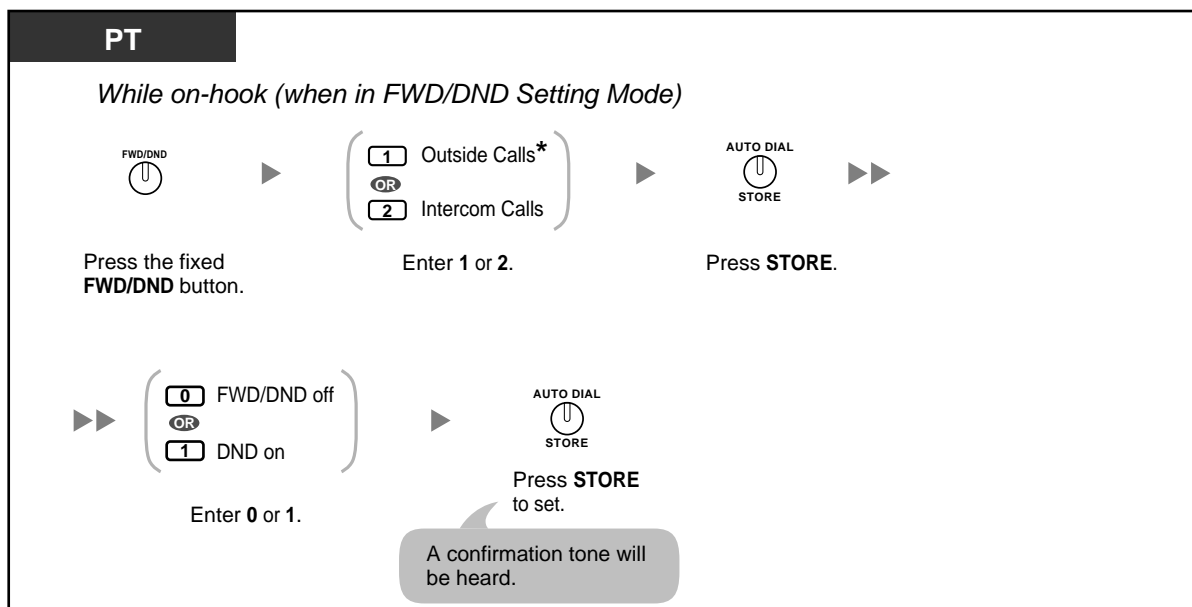 PT
While on-hook (when in FWD/DND Setting Mode)
FWD/DND
Press the fixed
FWD/DND button.
1 Outside Calls*
OR
2 Intercom Calls
Enter 1 or 2.
AUTO DIAL
STORE
Press STORE.
0 FWD/DND off
OR
1 DND on
Enter 0 or 1.
AUTO DIAL
STORE
Press STORE
to set.
A confirmation tone will
be heard.